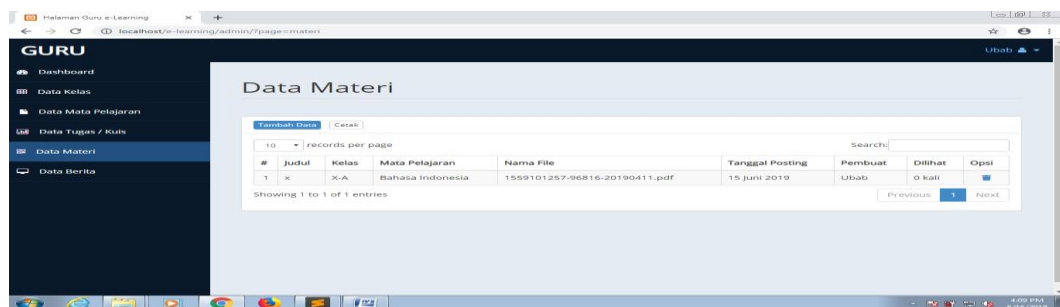 Halaman Guru e-Learning
localhost/e-learning/admin/?page=materi
GURU
Ubab
Dashboard
Data Kelas
Data Mata Pelajaran
Data Tugas / Kuis
Data Materi
Data Berita
Data Materi
Tambah Data Cetak
10 records per page Search:
# Judul Kelas Mata Pelajaran Nama File Tanggal Posting Pembuat Dilihat Opsi
1 x X-A Bahasa Indonesia 1559101257-96816-20190411.pdf 15 Juni 2019 Ubab 0 kali
Showing 1 to 1 of 1 entries
Previous 1 Next
4:09 PM